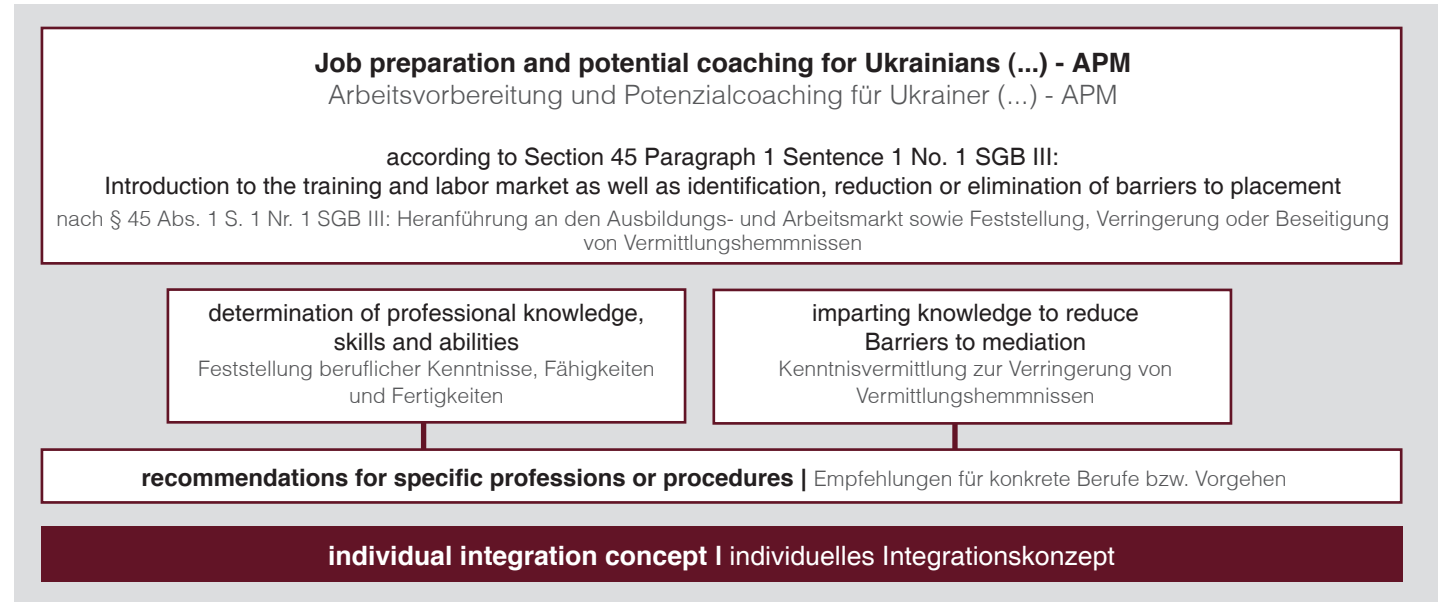 Job preparation and potential coaching for Ukrainians (...) - APM
Arbeitsvorbereitung und Potenzialcoaching für Ukrainer (...) - APM
according to Section 45 Paragraph 1 Sentence 1 No. 1 SGB III:
Introduction to the training and labor market as well as identification, reduction or elimination of barriers to placement
nach § 45 Abs. 1 S. 1 Nr. 1 SGB III: Heranführung an den Ausbildungs- und Arbeitsmarkt sowie Feststellung, Verringerung oder Beseitigung
von Vermittlungshemmnissen
determination of professional knowledge,
skills and abilities
Feststellung beruflicher Kenntnisse, Fähigkeiten
und Fertigkeiten
imparting knowledge to reduce
Barriers to mediation
Kenntnisvermittlung zur Verringerung von
Vermittlungshemmnissen
recommendations for specific professions or procedures | Empfehlungen für konkrete Berufe bzw. Vorgehen
individual integration concept I individuelles Integrationskonzept